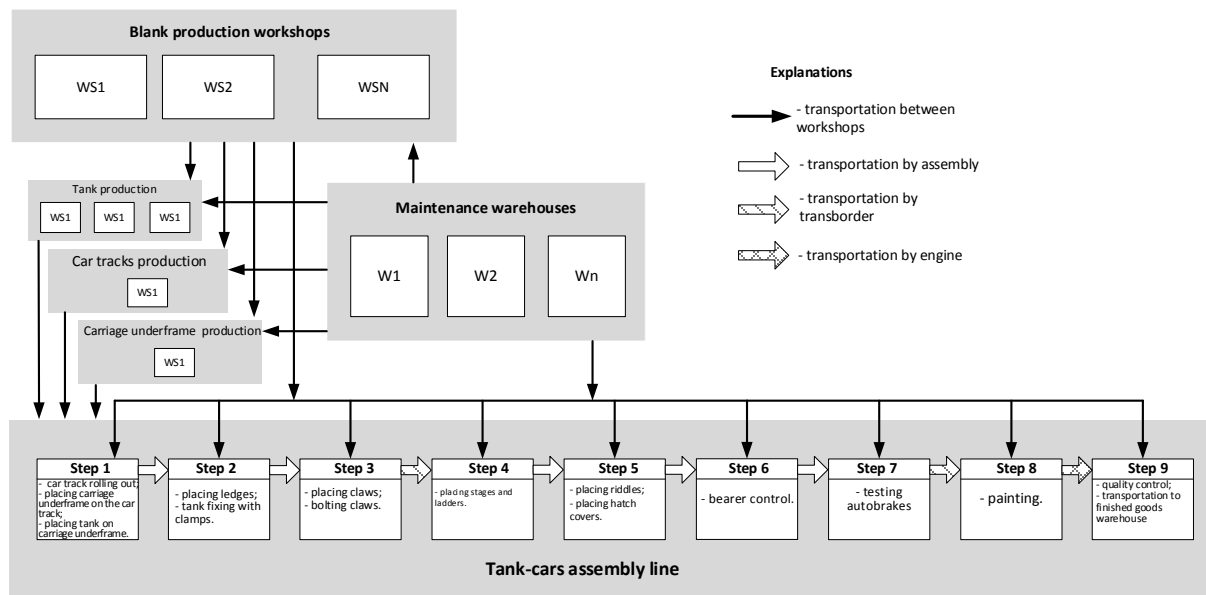 Blank production workshops
WS1
WS2
WSN
Explanations
- transportation between
workshops
- transportation by assembly
- transportation by
transborder
- transportation by engine
Tank production
WS1
WS1
WS1
Car tracks production
WS1
Carriage underframe production
WS1
Maintenance warehouses
W1
W2
Wn
Step 1
- car track rolling out;
- placing carriage
underframe on the car
track;
- placing tank on
carriage underframe.
Step 2
- placing ledges;
- tank fixing with
clamps.
Step 3
- placing claws;
- bolting claws.
Step 4
- placing stages and
ladders.
Step 5
- placing riddles;
- placing hatch
covers.
Step 6
- bearer control.
Step 7
- testing
autobrakes
Step 8
- painting.
Step 9
- quality control;
- transportation to
finished goods
warehouse
Tank-cars assembly line